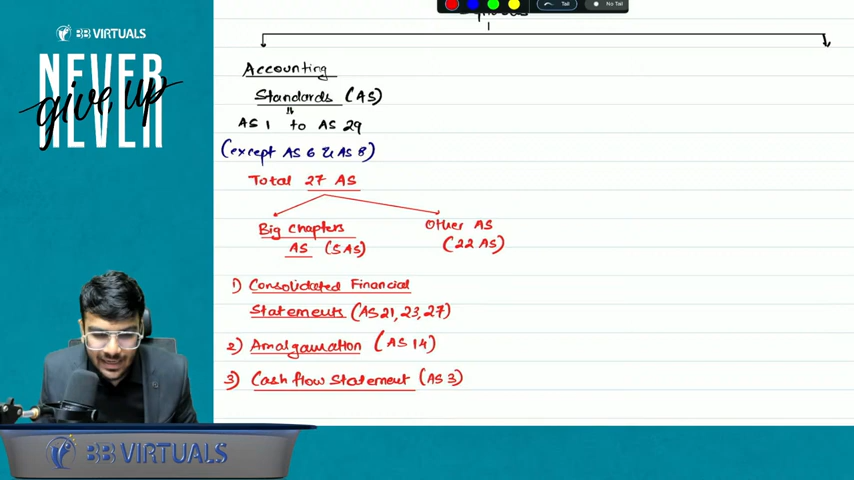 Tail
No Tail
BB VIRTUALS
NEVER
give up
NEVER
Accounting
Standards (AS)
AS 1 to AS 29
(except AS 6 & AS 8)
Total 27 AS
Big Chapters
AS (5 AS)
Other AS
(22 AS)
1) Consolidated Financial
Statements (AS 21, 23, 27)
2) Amalgamation (AS 14)
3) Cash flow Statement (AS 3)
BB VIRTUALS